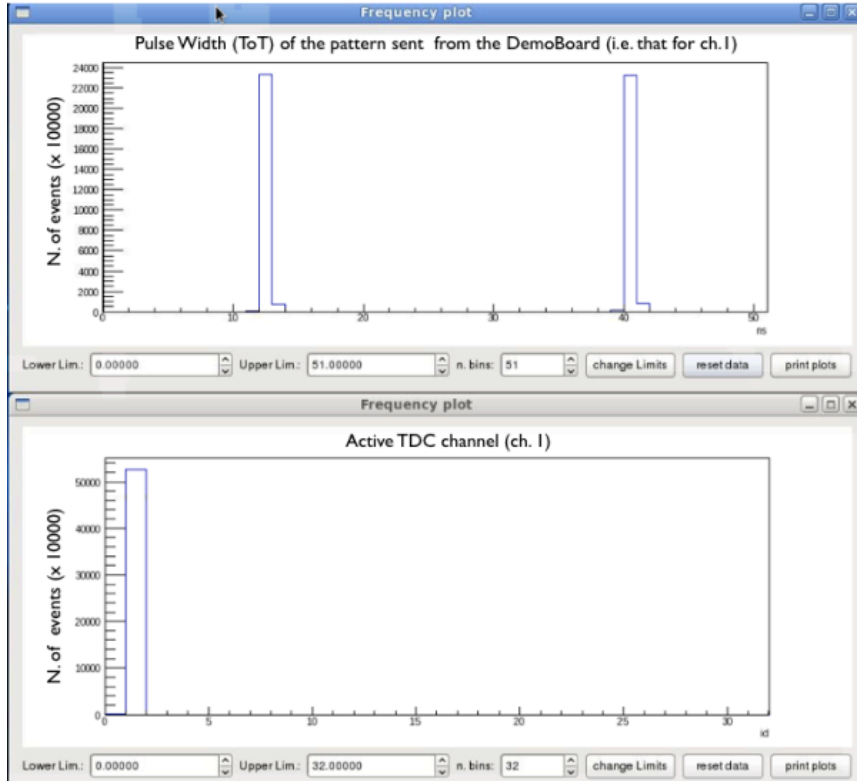 Frequency plot
Pulse Width (ToT) of the pattern sent from the DemoBoard (i.e. that for ch.1)
N. of events (x 10000)
24000
22000
20000
18000
16000
14000
12000
10000
8000
6000
4000
2000
0
0 10 20 30 40 50
ns
Lower Lim.: 0.00000 Upper Lim.: 51.00000 n. bins: 51 change Limits reset data print plots
Frequency plot
Active TDC channel (ch. 1)
N. of events (x 10000)
50000
40000
30000
20000
10000
0
0 5 10 15 20 25 30
id
Lower Lim.: 0.00000 Upper Lim.: 32.00000 n. bins: 32 change Limits reset data print plots